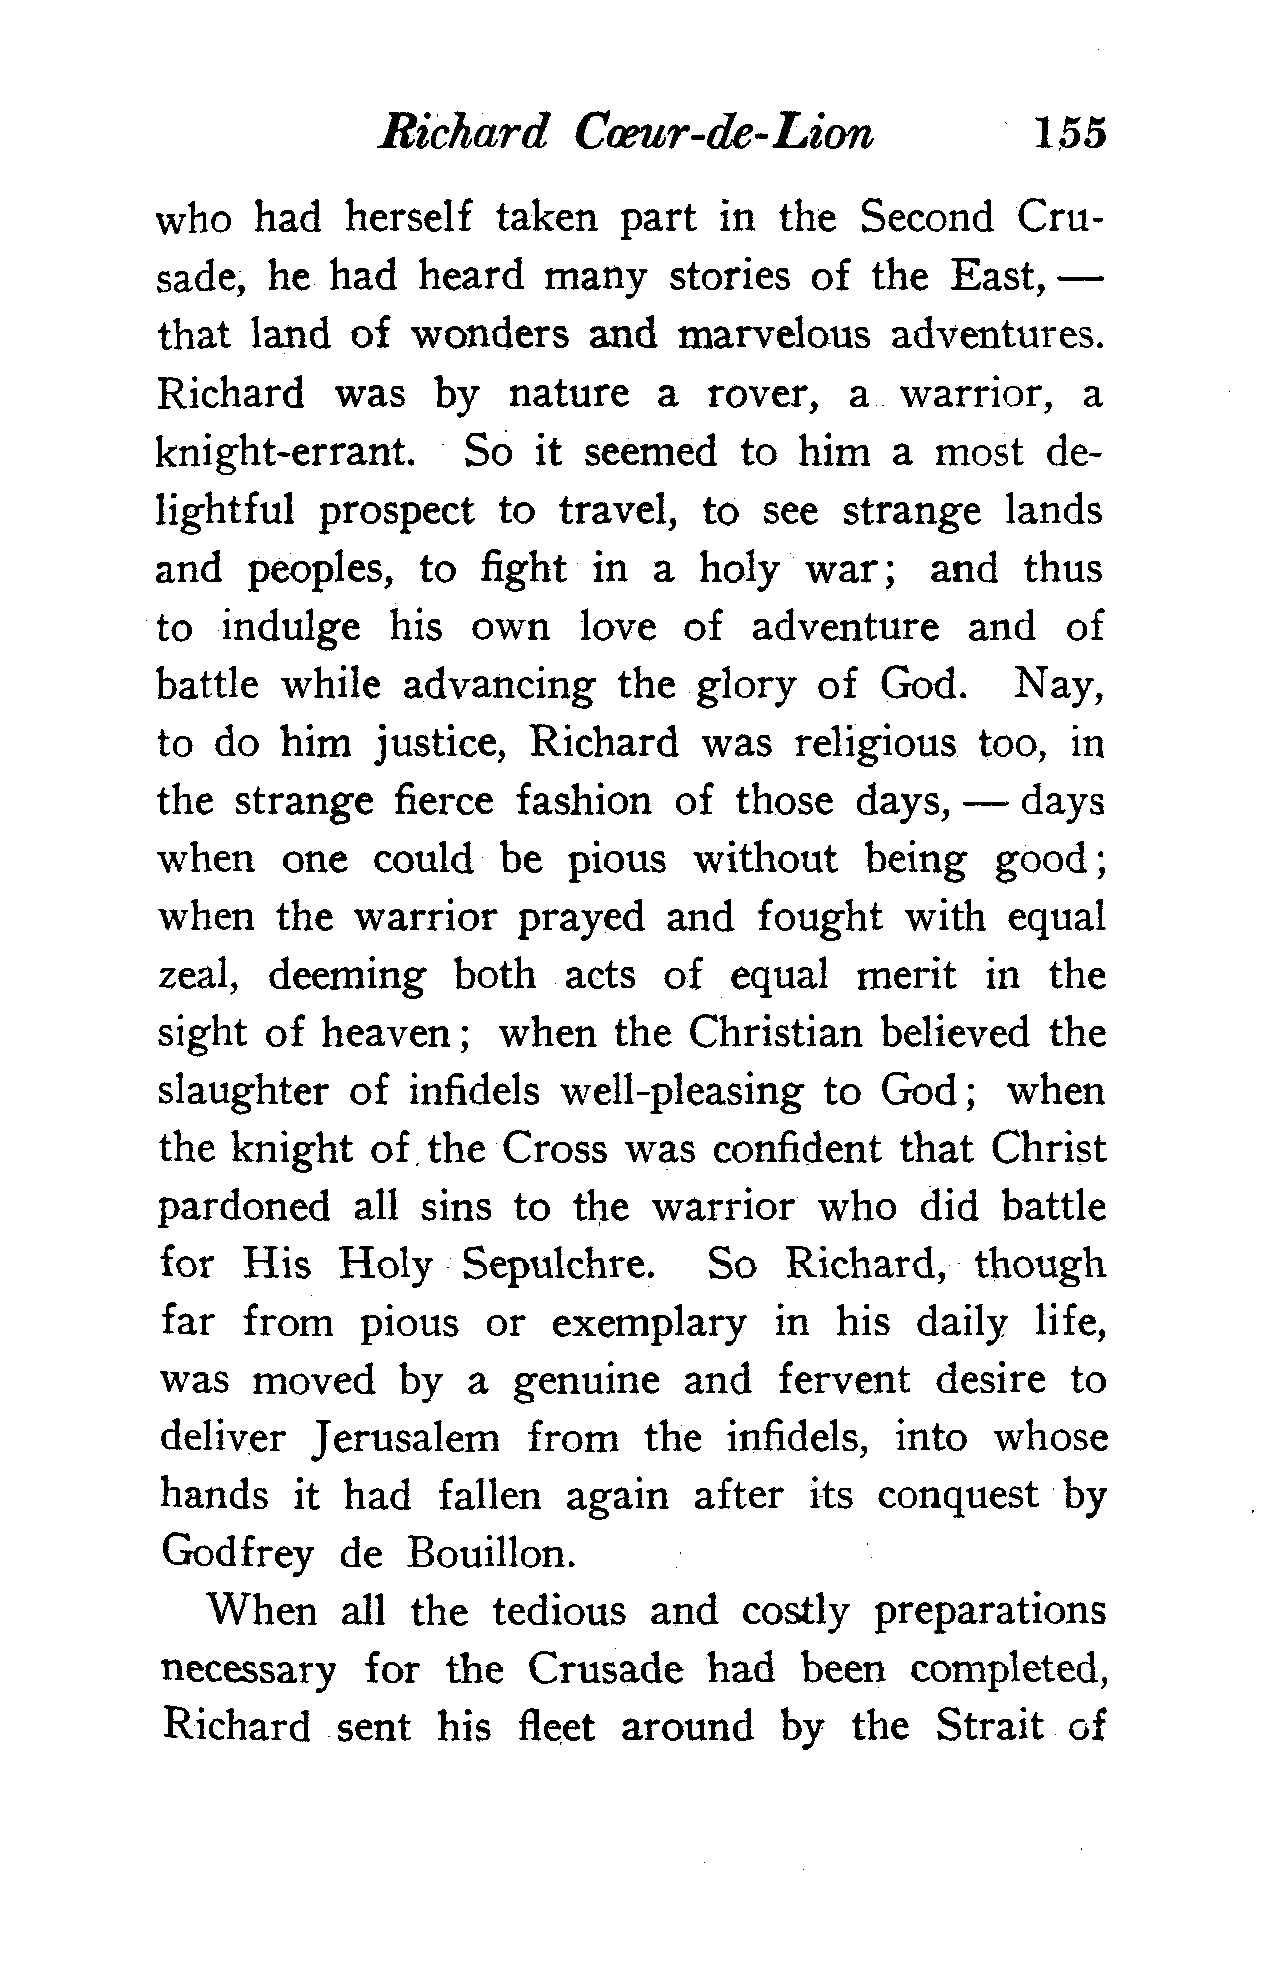 Richard Cœur-de-Lion 155
who had herself taken part in the Second Cru-
sade, he had heard many stories of the East, —
that land of wonders and marvelous adventures.
Richard was by nature a rover, a warrior, a
knight-errant. So it seemed to him a most de-
lightful prospect to travel, to see strange lands
and peoples, to fight in a holy war; and thus
to indulge his own love of adventure and of
battle while advancing the glory of God. Nay,
to do him justice, Richard was religious too, in
the strange fierce fashion of those days, — days
when one could be pious without being good;
when the warrior prayed and fought with equal
zeal, deeming both acts of equal merit in the
sight of heaven; when the Christian believed the
slaughter of infidels well-pleasing to God; when
the knight of the Cross was confident that Christ
pardoned all sins to the warrior who did battle
for His Holy Sepulchre. So Richard, though
far from pious or exemplary in his daily life,
was moved by a genuine and fervent desire to
deliver Jerusalem from the infidels, into whose
hands it had fallen again after its conquest by
Godfrey de Bouillon.
When all the tedious and costly preparations
necessary for the Crusade had been completed,
Richard sent his fleet around by the Strait of